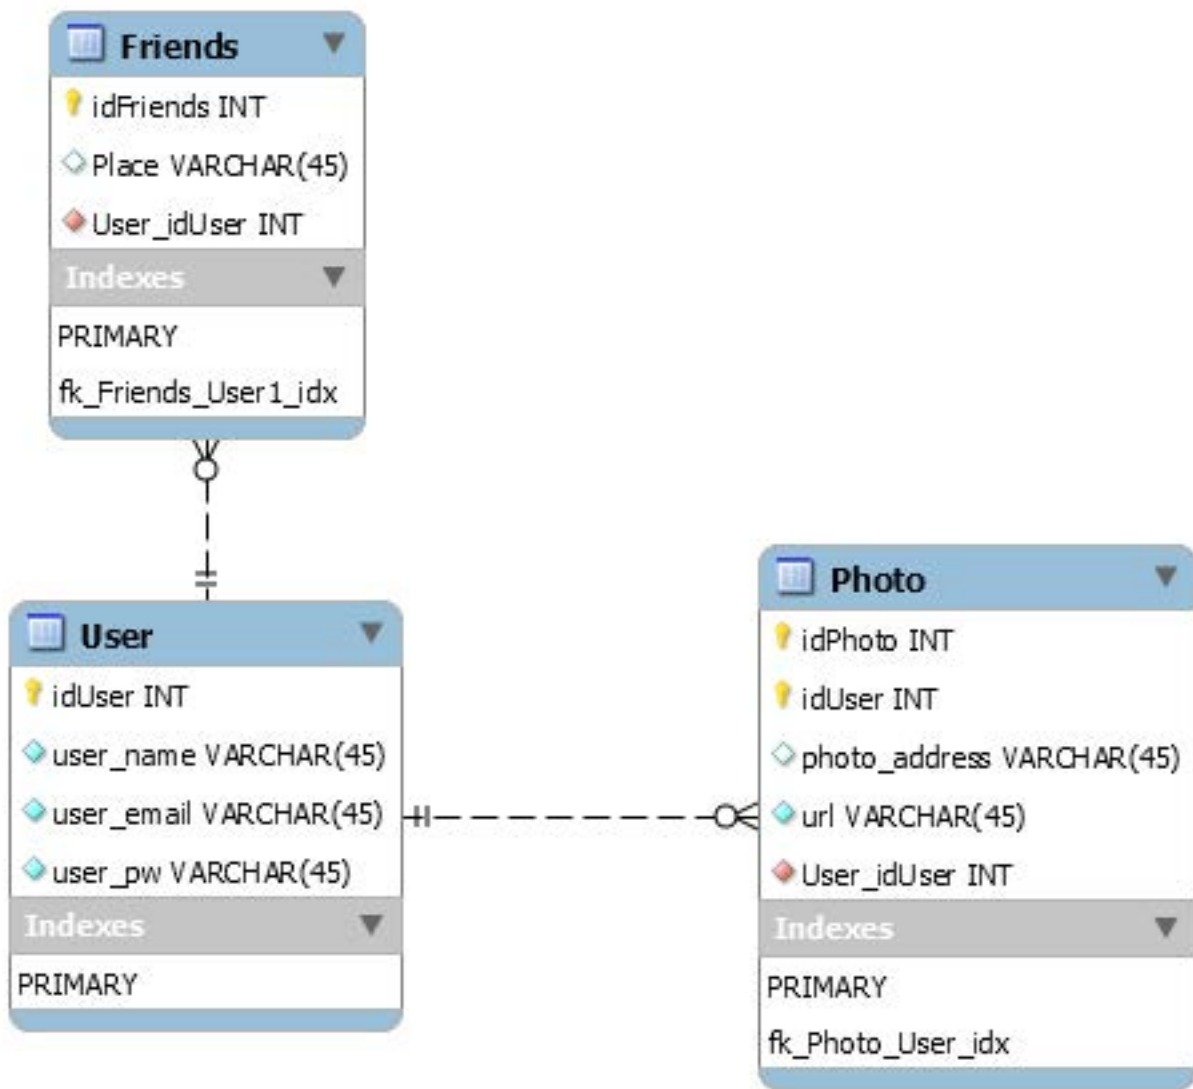 Friends
idFriends INT
Place VARCHAR(45)
User_idUser INT
Indexes
PRIMARY
fk_Friends_User1_idx
User
idUser INT
user_name VARCHAR(45)
user_email VARCHAR(45)
user_pw VARCHAR(45)
Indexes
PRIMARY
Photo
idPhoto INT
idUser INT
photo_address VARCHAR(45)
url VARCHAR(45)
User_idUser INT
Indexes
PRIMARY
fk_Photo_User_idx